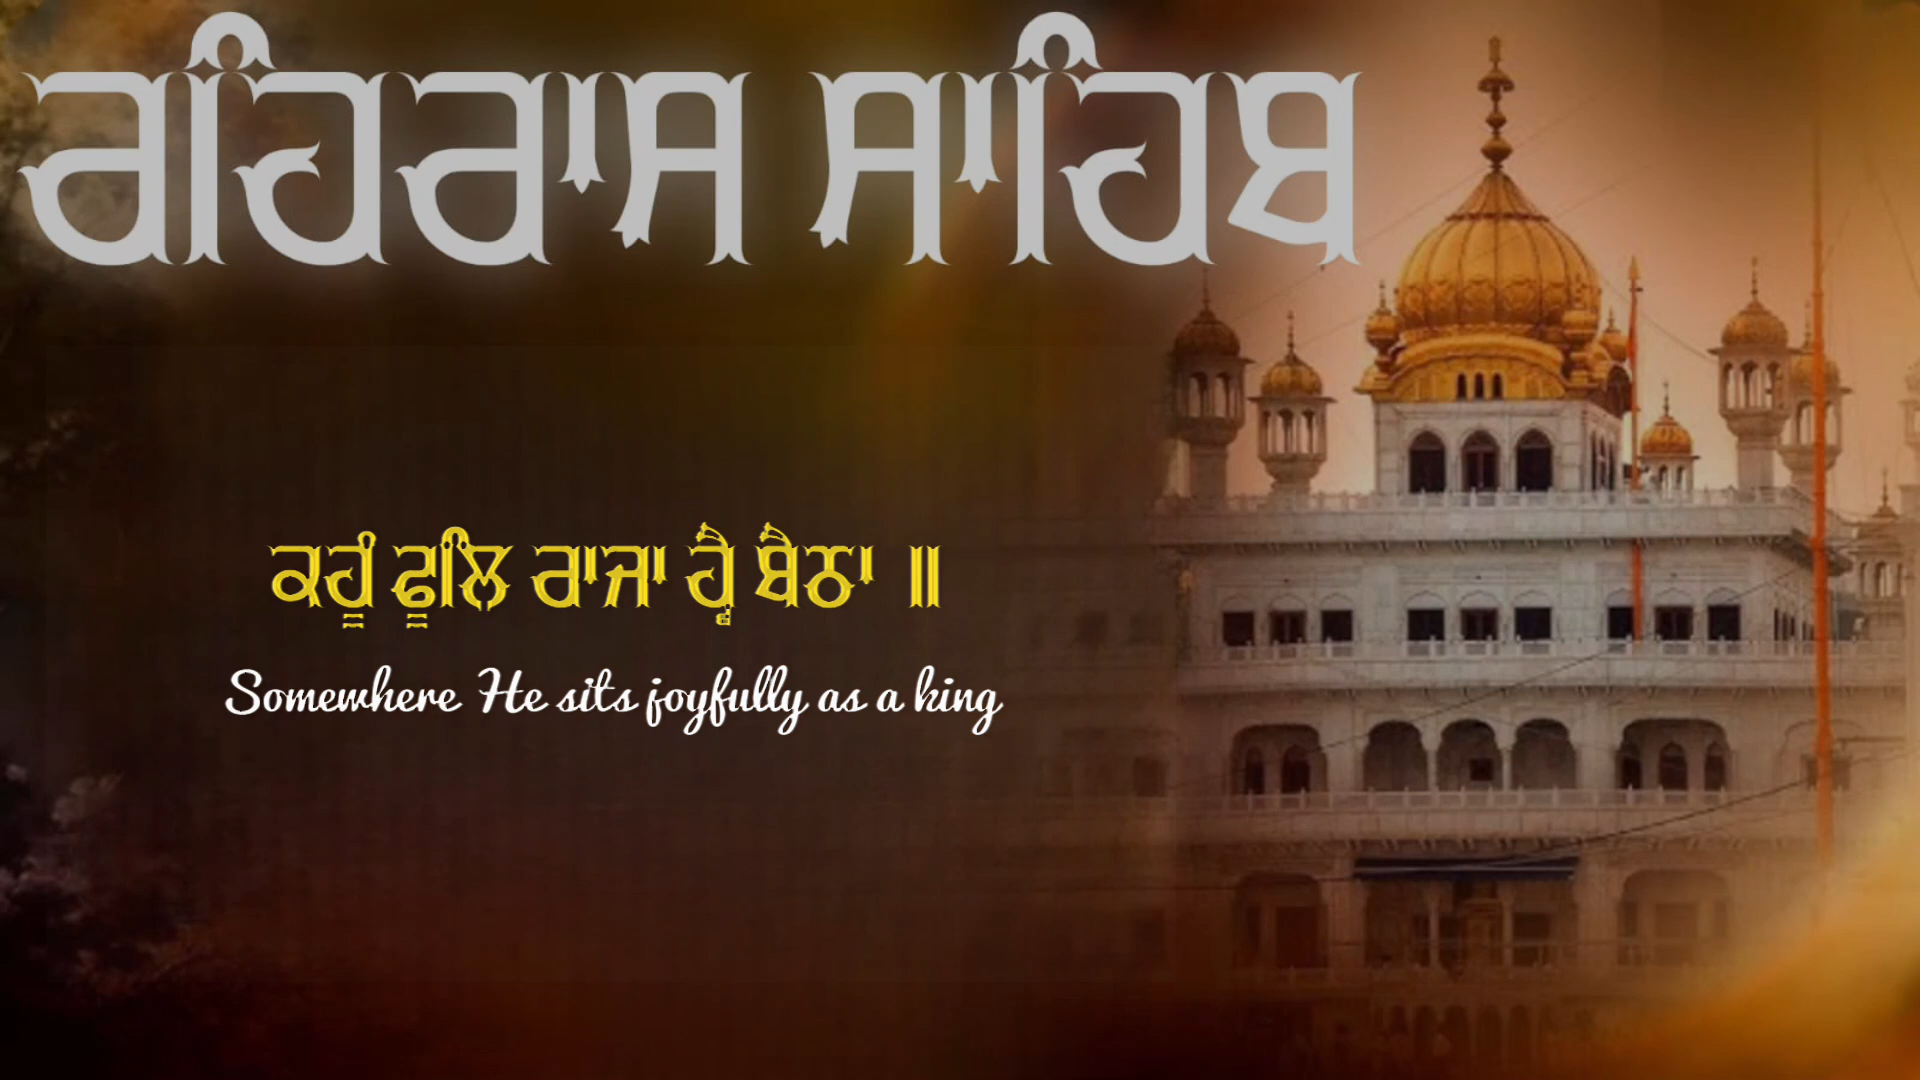 ਰਹਿਰਾਸ ਸਾਹਿਬ
ਕਹੂੰ ਫੂਲਿ ਰਾਜਾ ਹ੍ਵੈ ਬੈਠਾ ॥
Somewhere He sits joyfully as a king